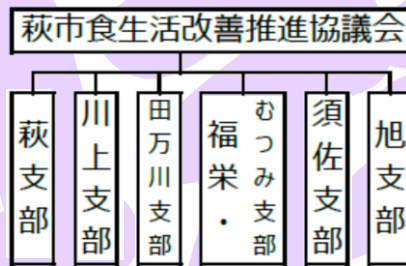 萩市食生活改善推進協議会
萩支部
川上支部
田万川支部
福栄・
むつみ支部
須佐支部
旭支部